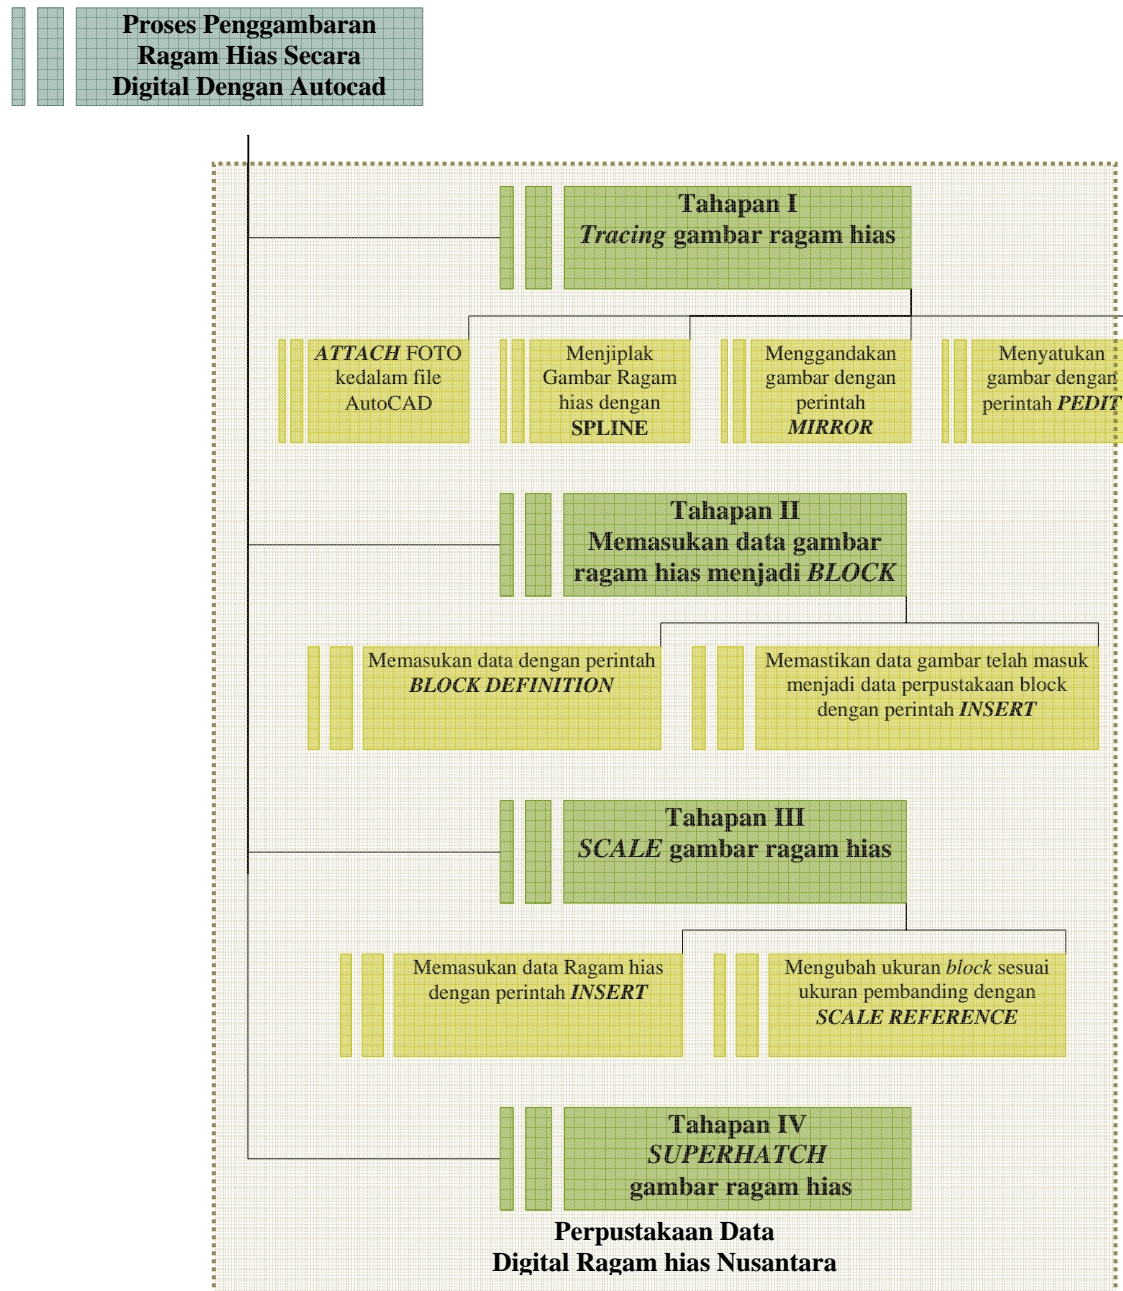 Proses Penggambaran
Ragam Hias Secara
Digital Dengan Autocad
Tahapan I
Tracing gambar ragam hias
ATTACH FOTO
kedalam file
AutoCAD
Menjiplak
Gambar Ragam
hias dengan
SPLINE
Menggandakan
gambar dengan
perintah
MIRROR
Menyatukan
gambar dengan
perintah PEDIT
Tahapan II
Memasukan data gambar
ragam hias menjadi BLOCK
Memasukan data dengan perintah
BLOCK DEFINITION
Memastikan data gambar telah masuk
menjadi data perpustakaan block
dengan perintah INSERT
Tahapan III
SCALE gambar ragam hias
Memasukan data Ragam hias
dengan perintah INSERT
Mengubah ukuran block sesuai
ukuran pembanding dengan
SCALE REFERENCE
Tahapan IV
SUPERHATCH
gambar ragam hias
Perpustakaan Data
Digital Ragam hias Nusantara